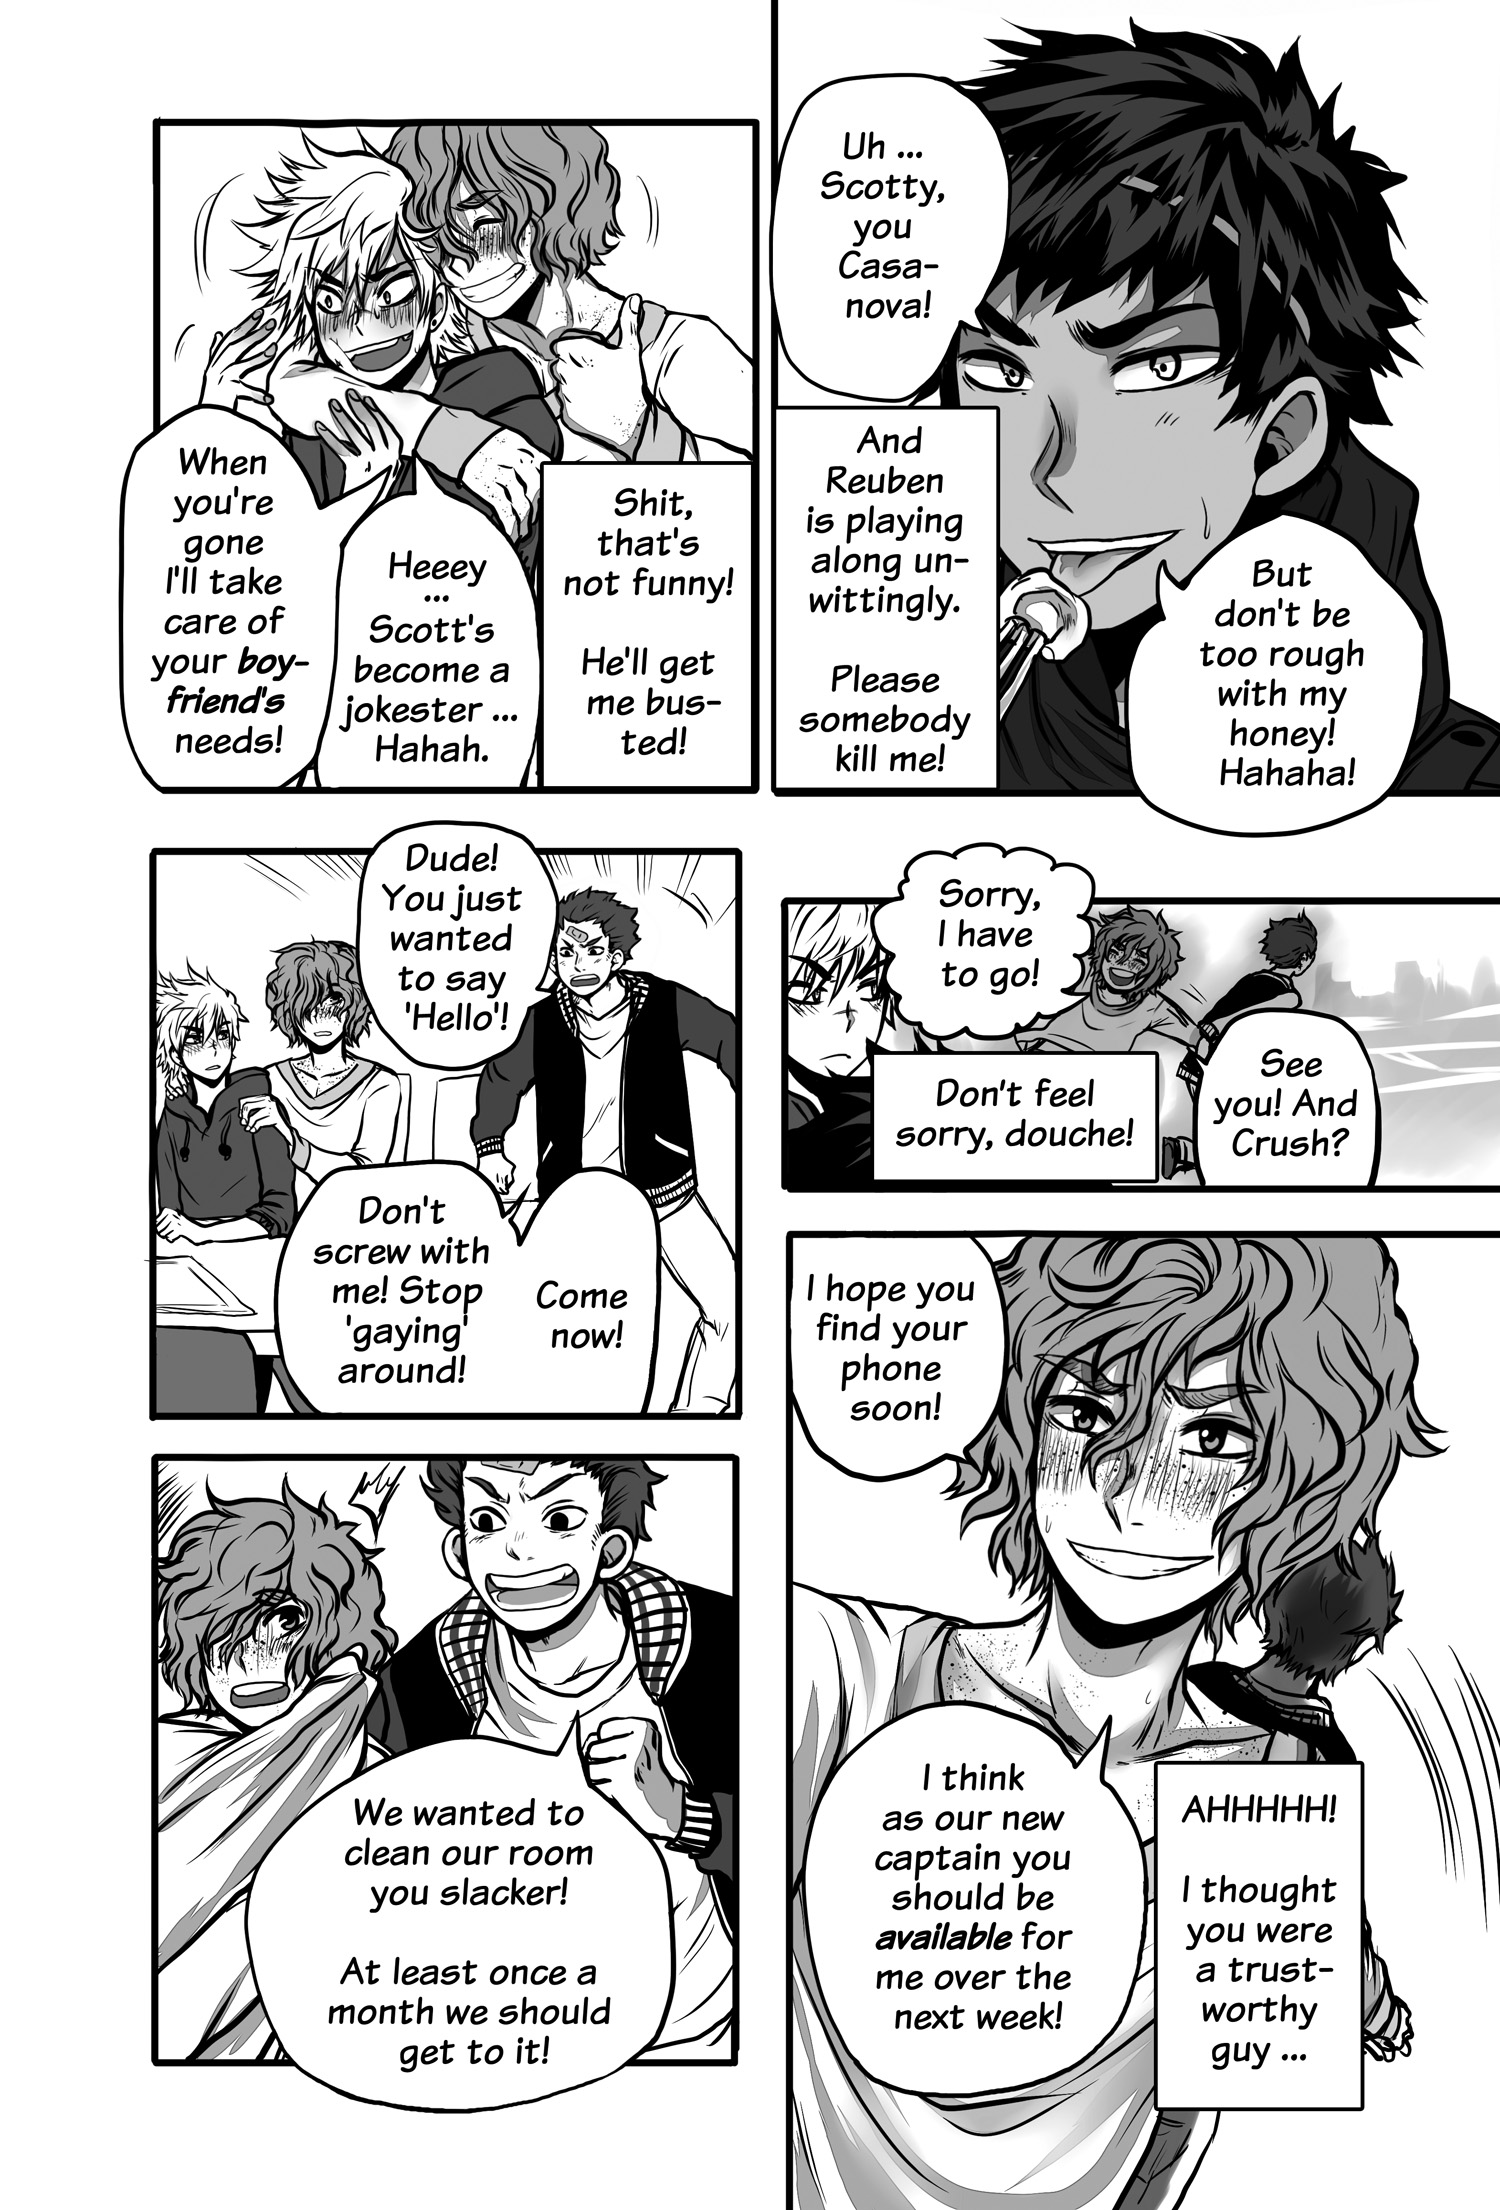 When
you're
gone
I'll take
care of
your boy-
friend's
needs!
Heeey
...
Scott's
become a
jokester ...
Hahah.
Shit,
that's
not funny!
He'll get
me bus-
ted!
Uh ...
Scotty,
you
Casa-
nova!
And
Reuben
is playing
along un-
wittingly.
Please
somebody
kill me!
But
don't be
too rough
with my
honey!
Hahaha!
Dude!
You just
wanted
to say
'Hello'!
Don't
screw with
me! Stop
'gaying'
around!
Come
now!
We wanted to
clean our room
you slacker!
At least once a
month we should
get to it!
Sorry,
I have
to go!
Don't feel
sorry, douche!
See
you! And
Crush?
I hope you
find your
phone
soon!
I think
as our new
captain you
should be
available for
me over the
next week!
AHHHHH!
I thought
you were
a trust-
worthy
guy ...